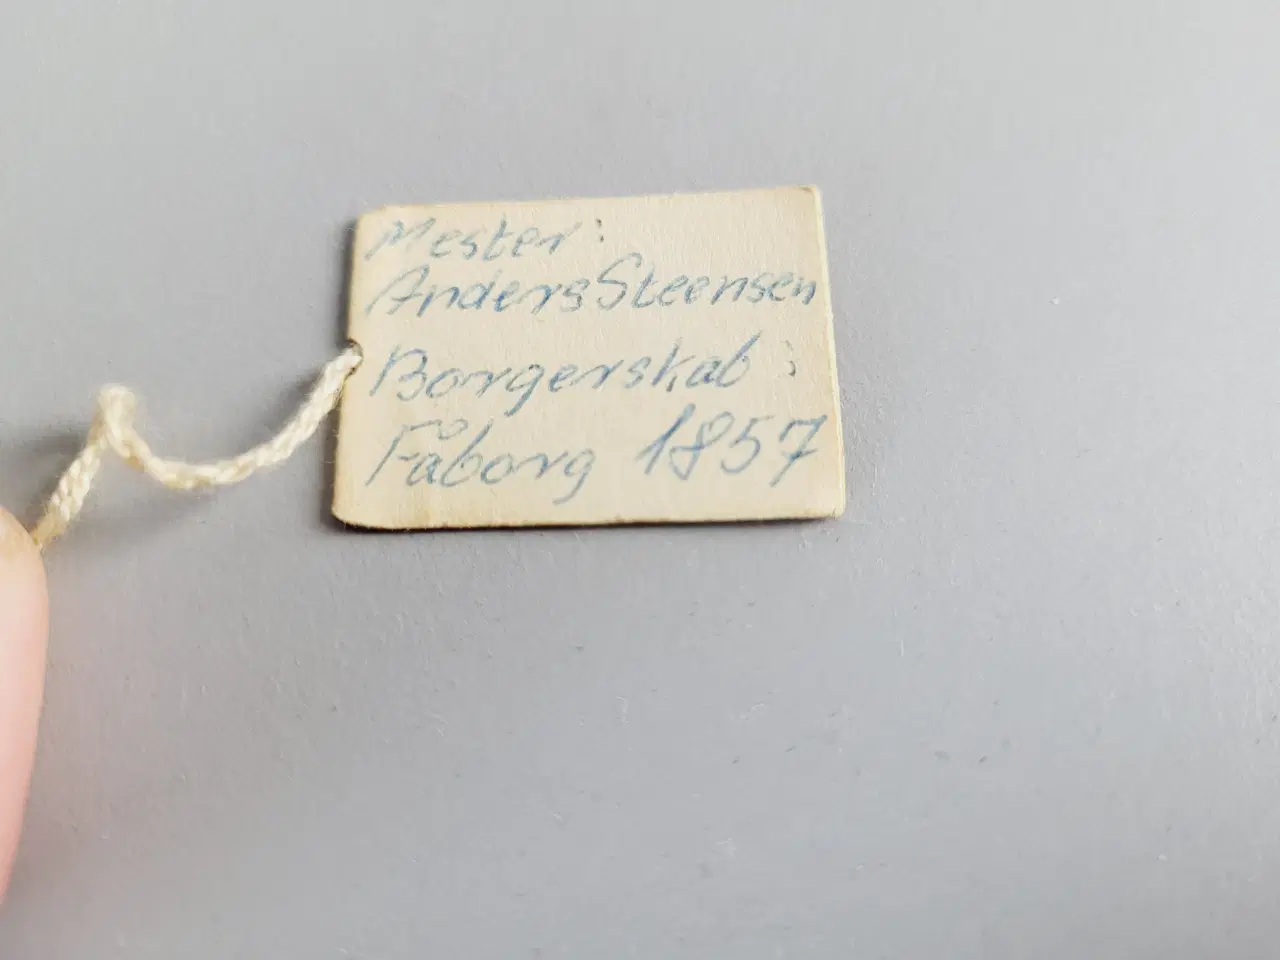 Mester:
Anders Steensen
Borgerskab:
Fåborg 1857